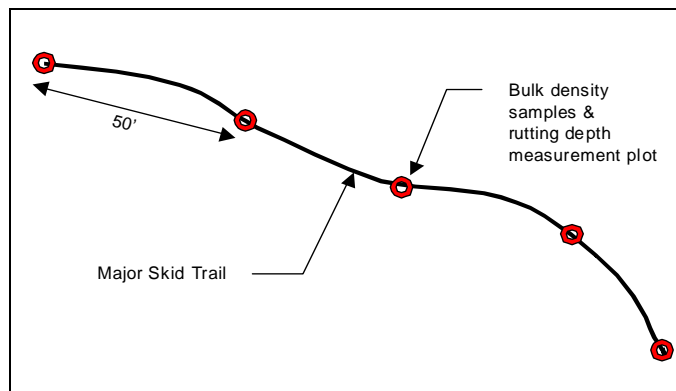 Bulk density
samples &
rutting depth
measurement plot
50'
Major Skid Trail